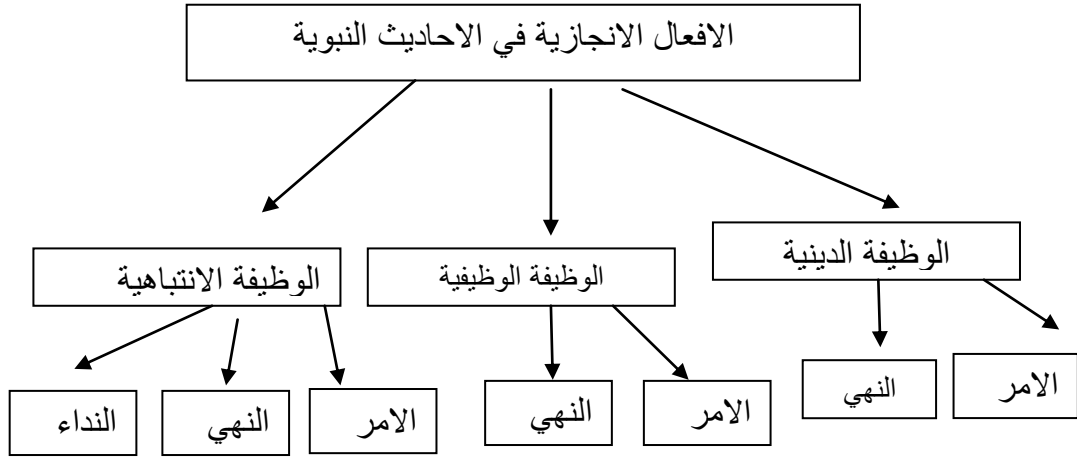 الافعال الانجازية في الاحاديث النبوية
الوظيفة الدينية
الوظيفة الوظيفية
الوظيفة الانتباهية
الامر
النهي
الامر
النهي
الامر
النهي
النداء